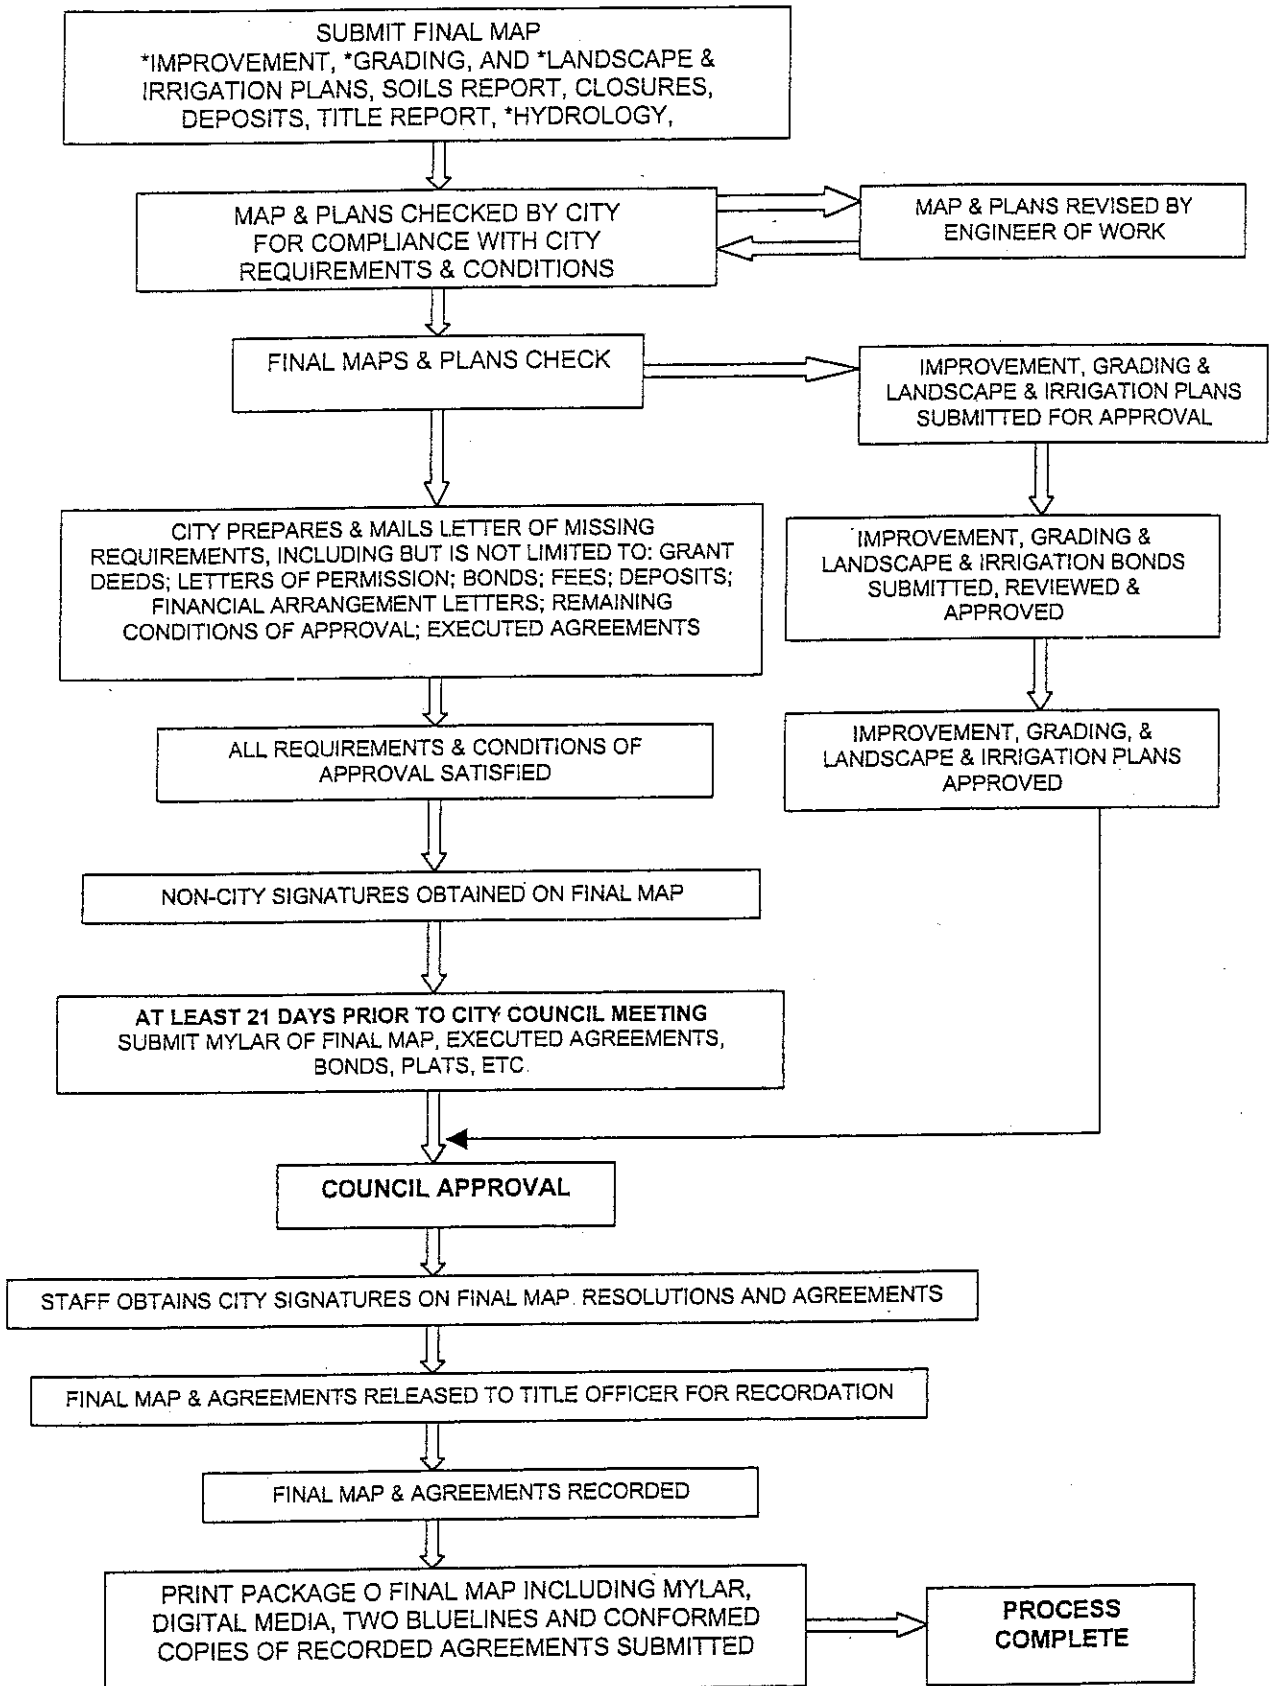 SUBMIT FINAL MAP
*IMPROVEMENT, *GRADING, AND *LANDSCAPE &
IRRIGATION PLANS, SOILS REPORT, CLOSURES,
DEPOSITS, TITLE REPORT, *HYDROLOGY,
MAP & PLANS CHECKED BY CITY
FOR COMPLIANCE WITH CITY
REQUIREMENTS & CONDITIONS
MAP & PLANS REVISED BY
ENGINEER OF WORK
FINAL MAPS & PLANS CHECK
IMPROVEMENT, GRADING &
LANDSCAPE & IRRIGATION PLANS
SUBMITTED FOR APPROVAL
CITY PREPARES & MAILS LETTER OF MISSING
REQUIREMENTS, INCLUDING BUT IS NOT LIMITED TO: GRANT
DEEDS; LETTERS OF PERMISSION; BONDS; FEES; DEPOSITS;
FINANCIAL ARRANGEMENT LETTERS; REMAINING
CONDITIONS OF APPROVAL; EXECUTED AGREEMENTS
IMPROVEMENT, GRADING &
LANDSCAPE & IRRIGATION BONDS
SUBMITTED, REVIEWED &
APPROVED
IMPROVEMENT, GRADING, &
LANDSCAPE & IRRIGATION PLANS
APPROVED
ALL REQUIREMENTS & CONDITIONS OF
APPROVAL SATISFIED
NON-CITY SIGNATURES OBTAINED ON FINAL MAP
AT LEAST 21 DAYS PRIOR TO CITY COUNCIL MEETING
SUBMIT MYLAR OF FINAL MAP, EXECUTED AGREEMENTS,
BONDS, PLATS, ETC.
COUNCIL APPROVAL
STAFF OBTAINS CITY SIGNATURES ON FINAL MAP. RESOLUTIONS AND AGREEMENTS
FINAL MAP & AGREEMENTS RELEASED TO TITLE OFFICER FOR RECORDATION
FINAL MAP & AGREEMENTS RECORDED
PRINT PACKAGE O FINAL MAP INCLUDING MYLAR,
DIGITAL MEDIA, TWO BLUELINES AND CONFORMED
COPIES OF RECORDED AGREEMENTS SUBMITTED
PROCESS
COMPLETE